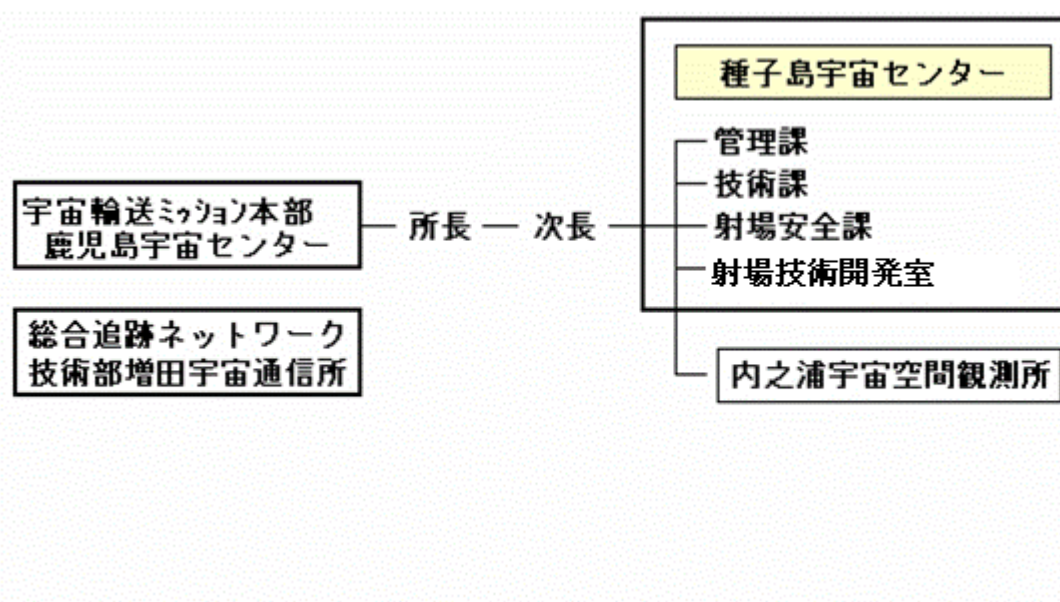 種子島宇宙センター
管理課
技術課
宇宙輸送ﾐｯｼｮﾝ本部
鹿児島宇宙センター
所長
次長
射場安全課
射場技術開発室
総合追跡ネットワーク
技術部増田宇宙通信所
内之浦宇宙空間観測所